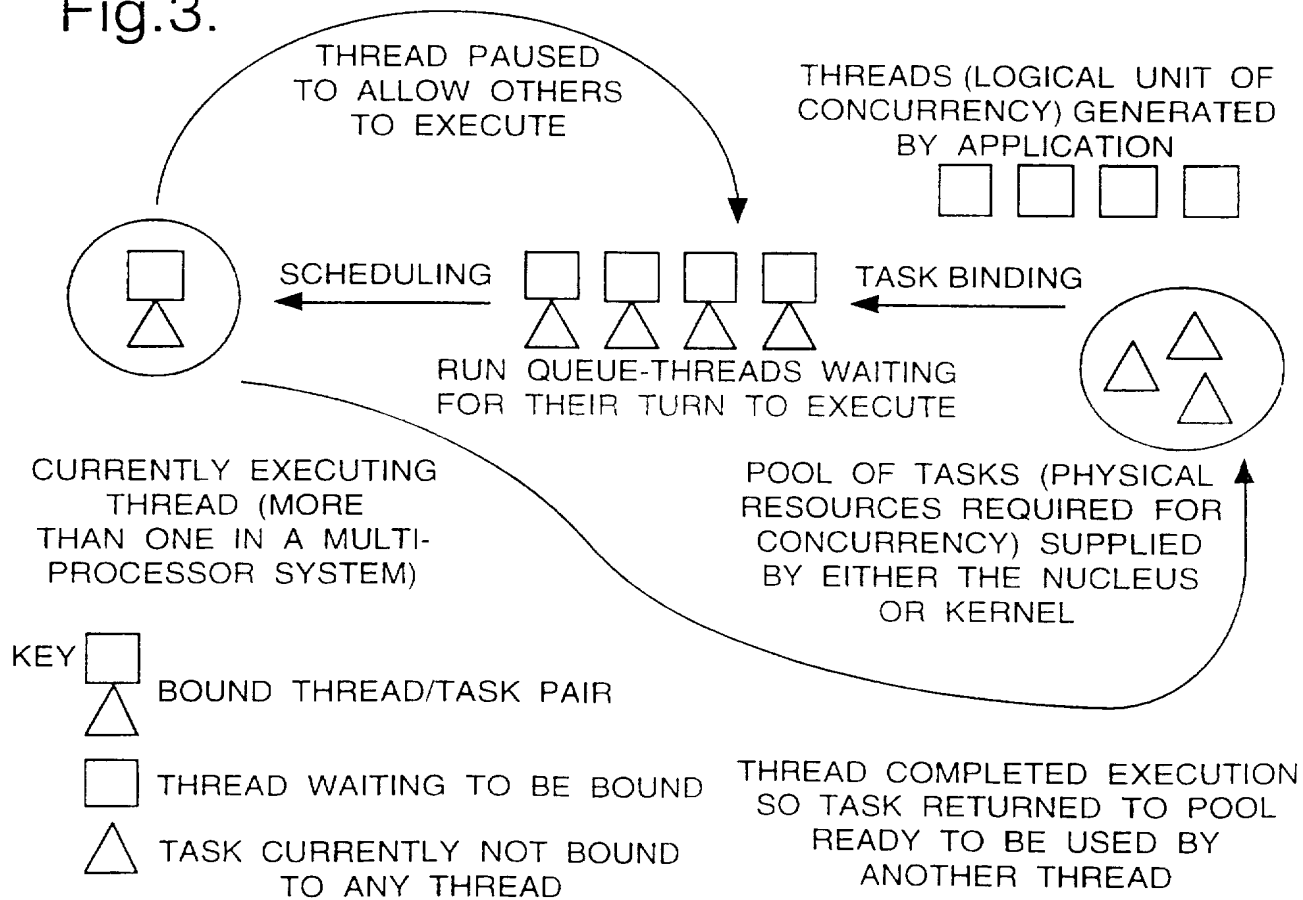 Fig.3.
THREAD PAUSED
TO ALLOW OTHERS
TO EXECUTE
THREADS (LOGICAL UNIT OF
CONCURRENCY) GENERATED
BY APPLICATION
SCHEDULING
TASK BINDING
RUN QUEUE-THREADS WAITING
FOR THEIR TURN TO EXECUTE
CURRENTLY EXECUTING
THREAD (MORE
THAN ONE IN A MULTI-
PROCESSOR SYSTEM)
POOL OF TASKS (PHYSICAL
RESOURCES REQUIRED FOR
CONCURRENCY) SUPPLIED
BY EITHER THE NUCLEUS
OR KERNEL
KEY
BOUND THREAD/TASK PAIR
THREAD WAITING TO BE BOUND
TASK CURRENTLY NOT BOUND
TO ANY THREAD
THREAD COMPLETED EXECUTION
SO TASK RETURNED TO POOL
READY TO BE USED BY
ANOTHER THREAD